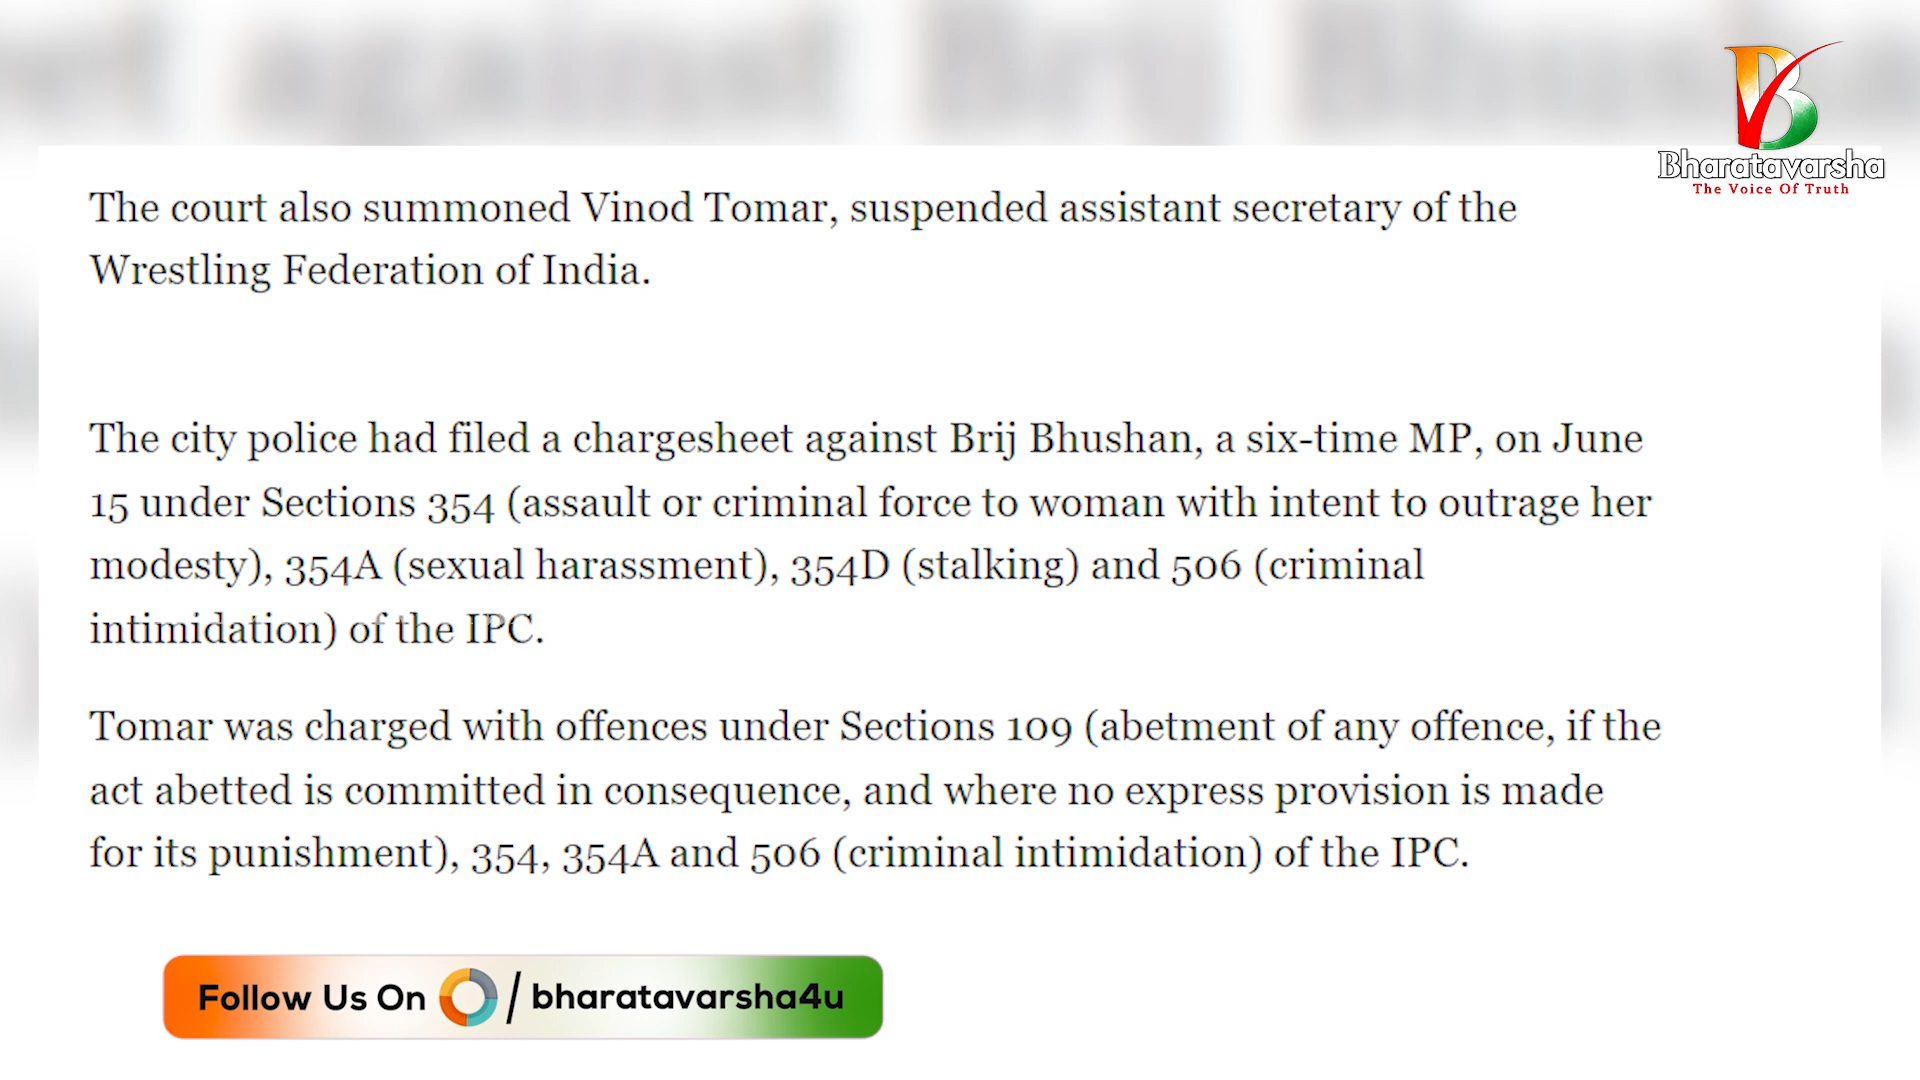 Bharatavarsha
The Voice Of Truth
The court also summoned Vinod Tomar, suspended assistant secretary of the
Wrestling Federation of India.
The city police had filed a chargesheet against Brij Bhushan, a six-time MP, on June
15 under Sections 354 (assault or criminal force to woman with intent to outrage her
modesty), 354A (sexual harassment), 354D (stalking) and 506 (criminal
intimidation) of the IPC.
Tomar was charged with offences under Sections 109 (abetment of any offence, if the
act abetted is committed in consequence, and where no express provision is made
for its punishment), 354, 354A and 506 (criminal intimidation) of the IPC.
Follow Us On / bharatavarsha4u